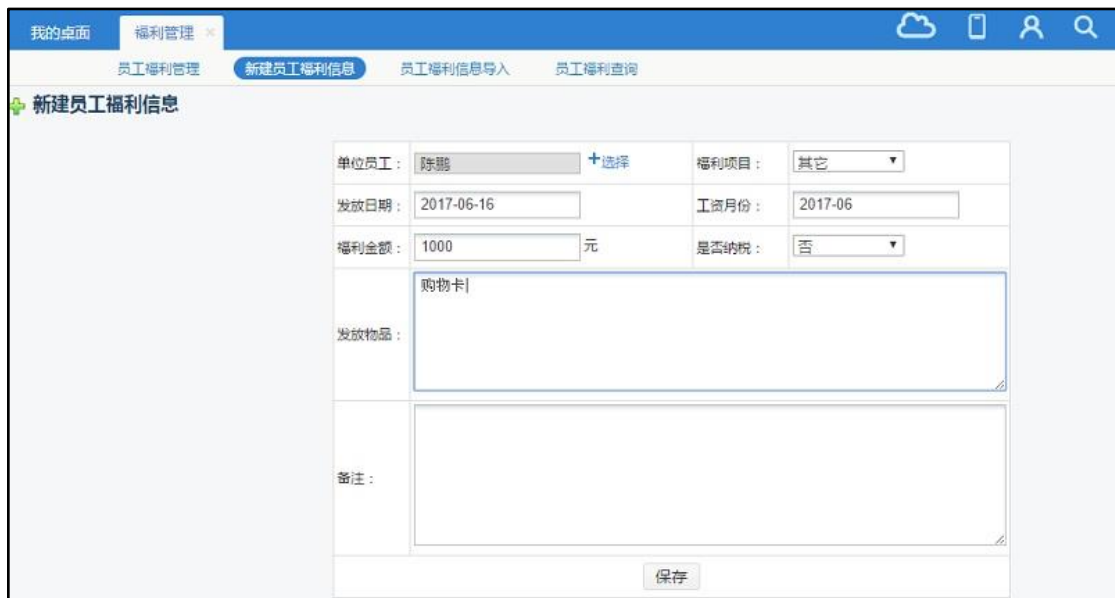 我的桌面 福利管理 ×
员工福利管理 新建员工福利信息 员工福利信息导入 员工福利查询
新建员工福利信息
单位员工： 陈鹏 +选择 福利项目： 其它
发放日期： 2017-06-16 工资月份： 2017-06
福利金额： 1000 元 是否纳税： 否
购物卡
发放物品：
备注：
保存